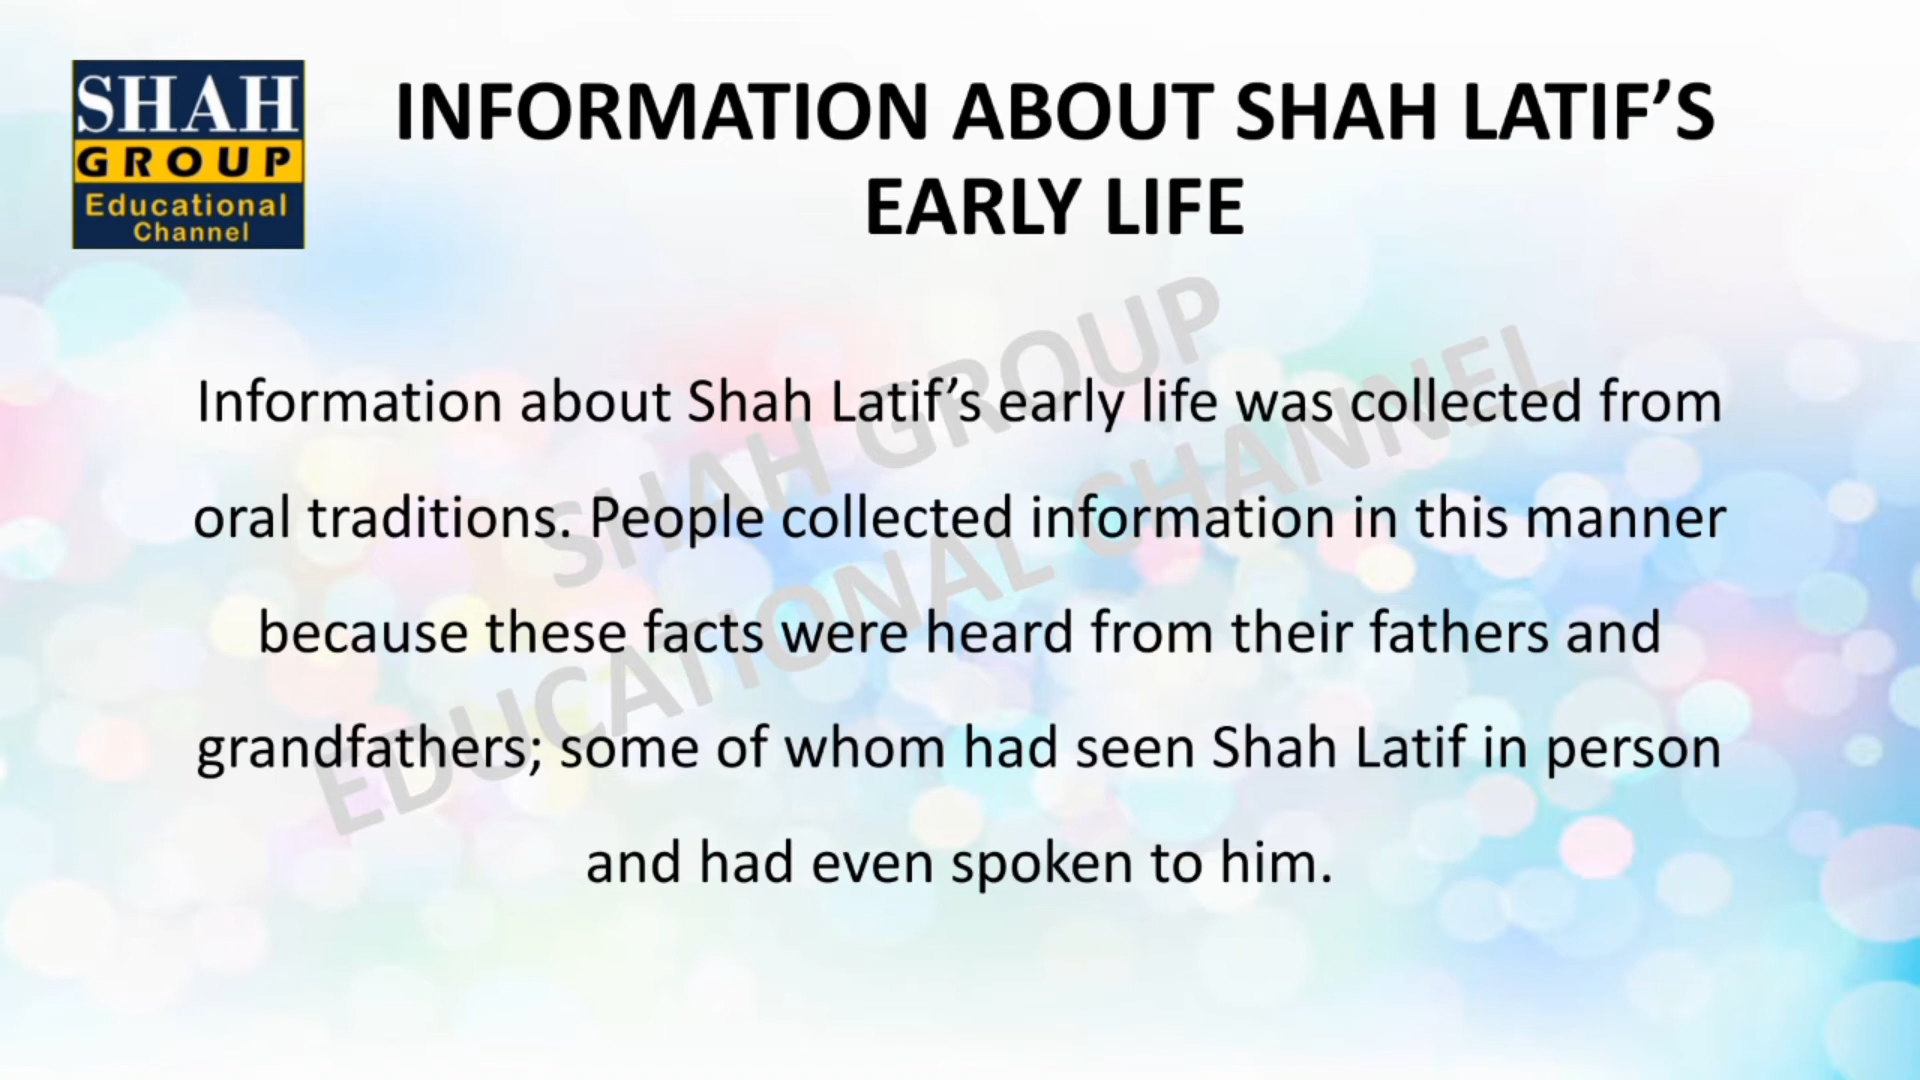 SHAH
GROUP
Educational
Channel
INFORMATION ABOUT SHAH LATIF’S
EARLY LIFE
SHAH GROUP
EDUCATIONAL CHANNEL
Information about Shah Latif’s early life was collected from
oral traditions. People collected information in this manner
because these facts were heard from their fathers and
grandfathers; some of whom had seen Shah Latif in person
and had even spoken to him.